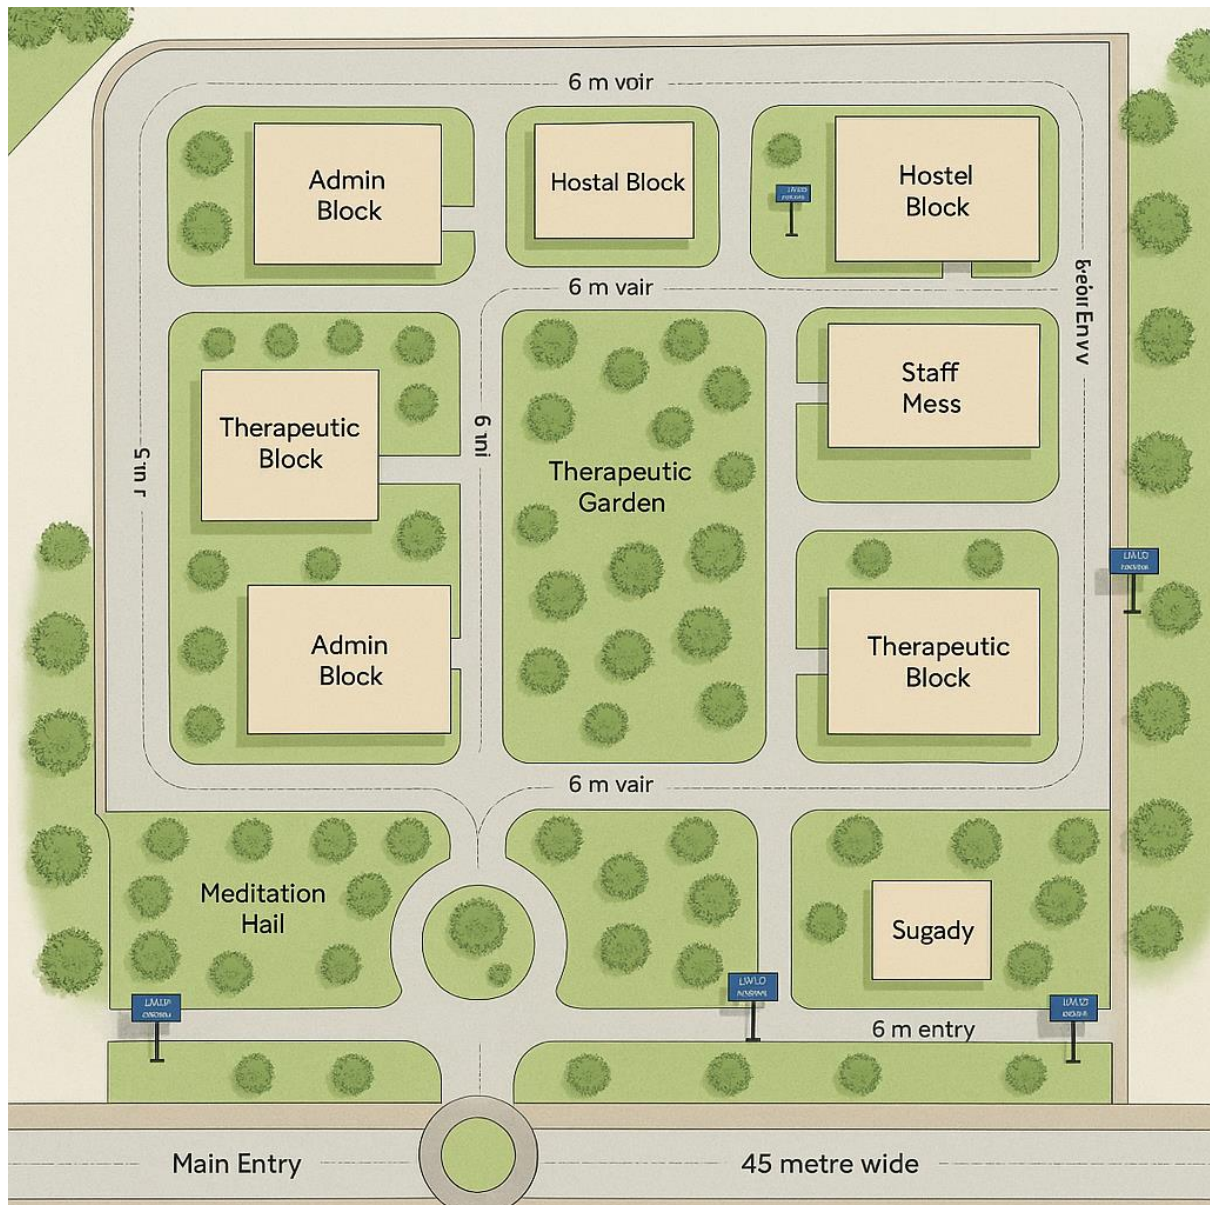 6 m voir
Admin
Block
Hostal Block
Hostel
Block
6 m vair
Staff
Mess
Therapeutic
Block
Therapeutic
Garden
Admin
Block
Therapeutic
Block
6 m vair
Meditation
Hail
Sugady
6 m entry
Main Entry
45 metre wide